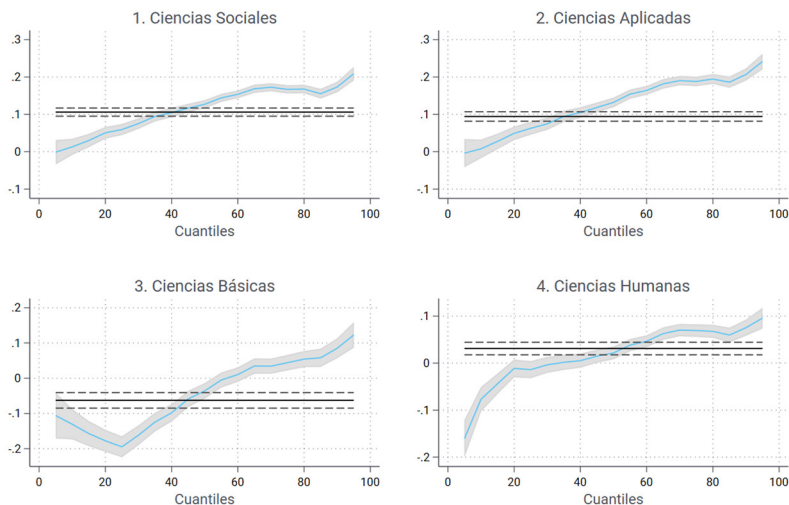 1. Ciencias Sociales
.3
.2
.1
0
-.1
0 20 40 60 80 100
Cuantiles
2. Ciencias Aplicadas
.3
.2
.1
0
-.1
0 20 40 60 80 100
Cuantiles
3. Ciencias Básicas
.2
.1
0
-.1
-.2
0 20 40 60 80 100
Cuantiles
4. Ciencias Humanas
.1
0
-.1
-.2
0 20 40 60 80 100
Cuantiles